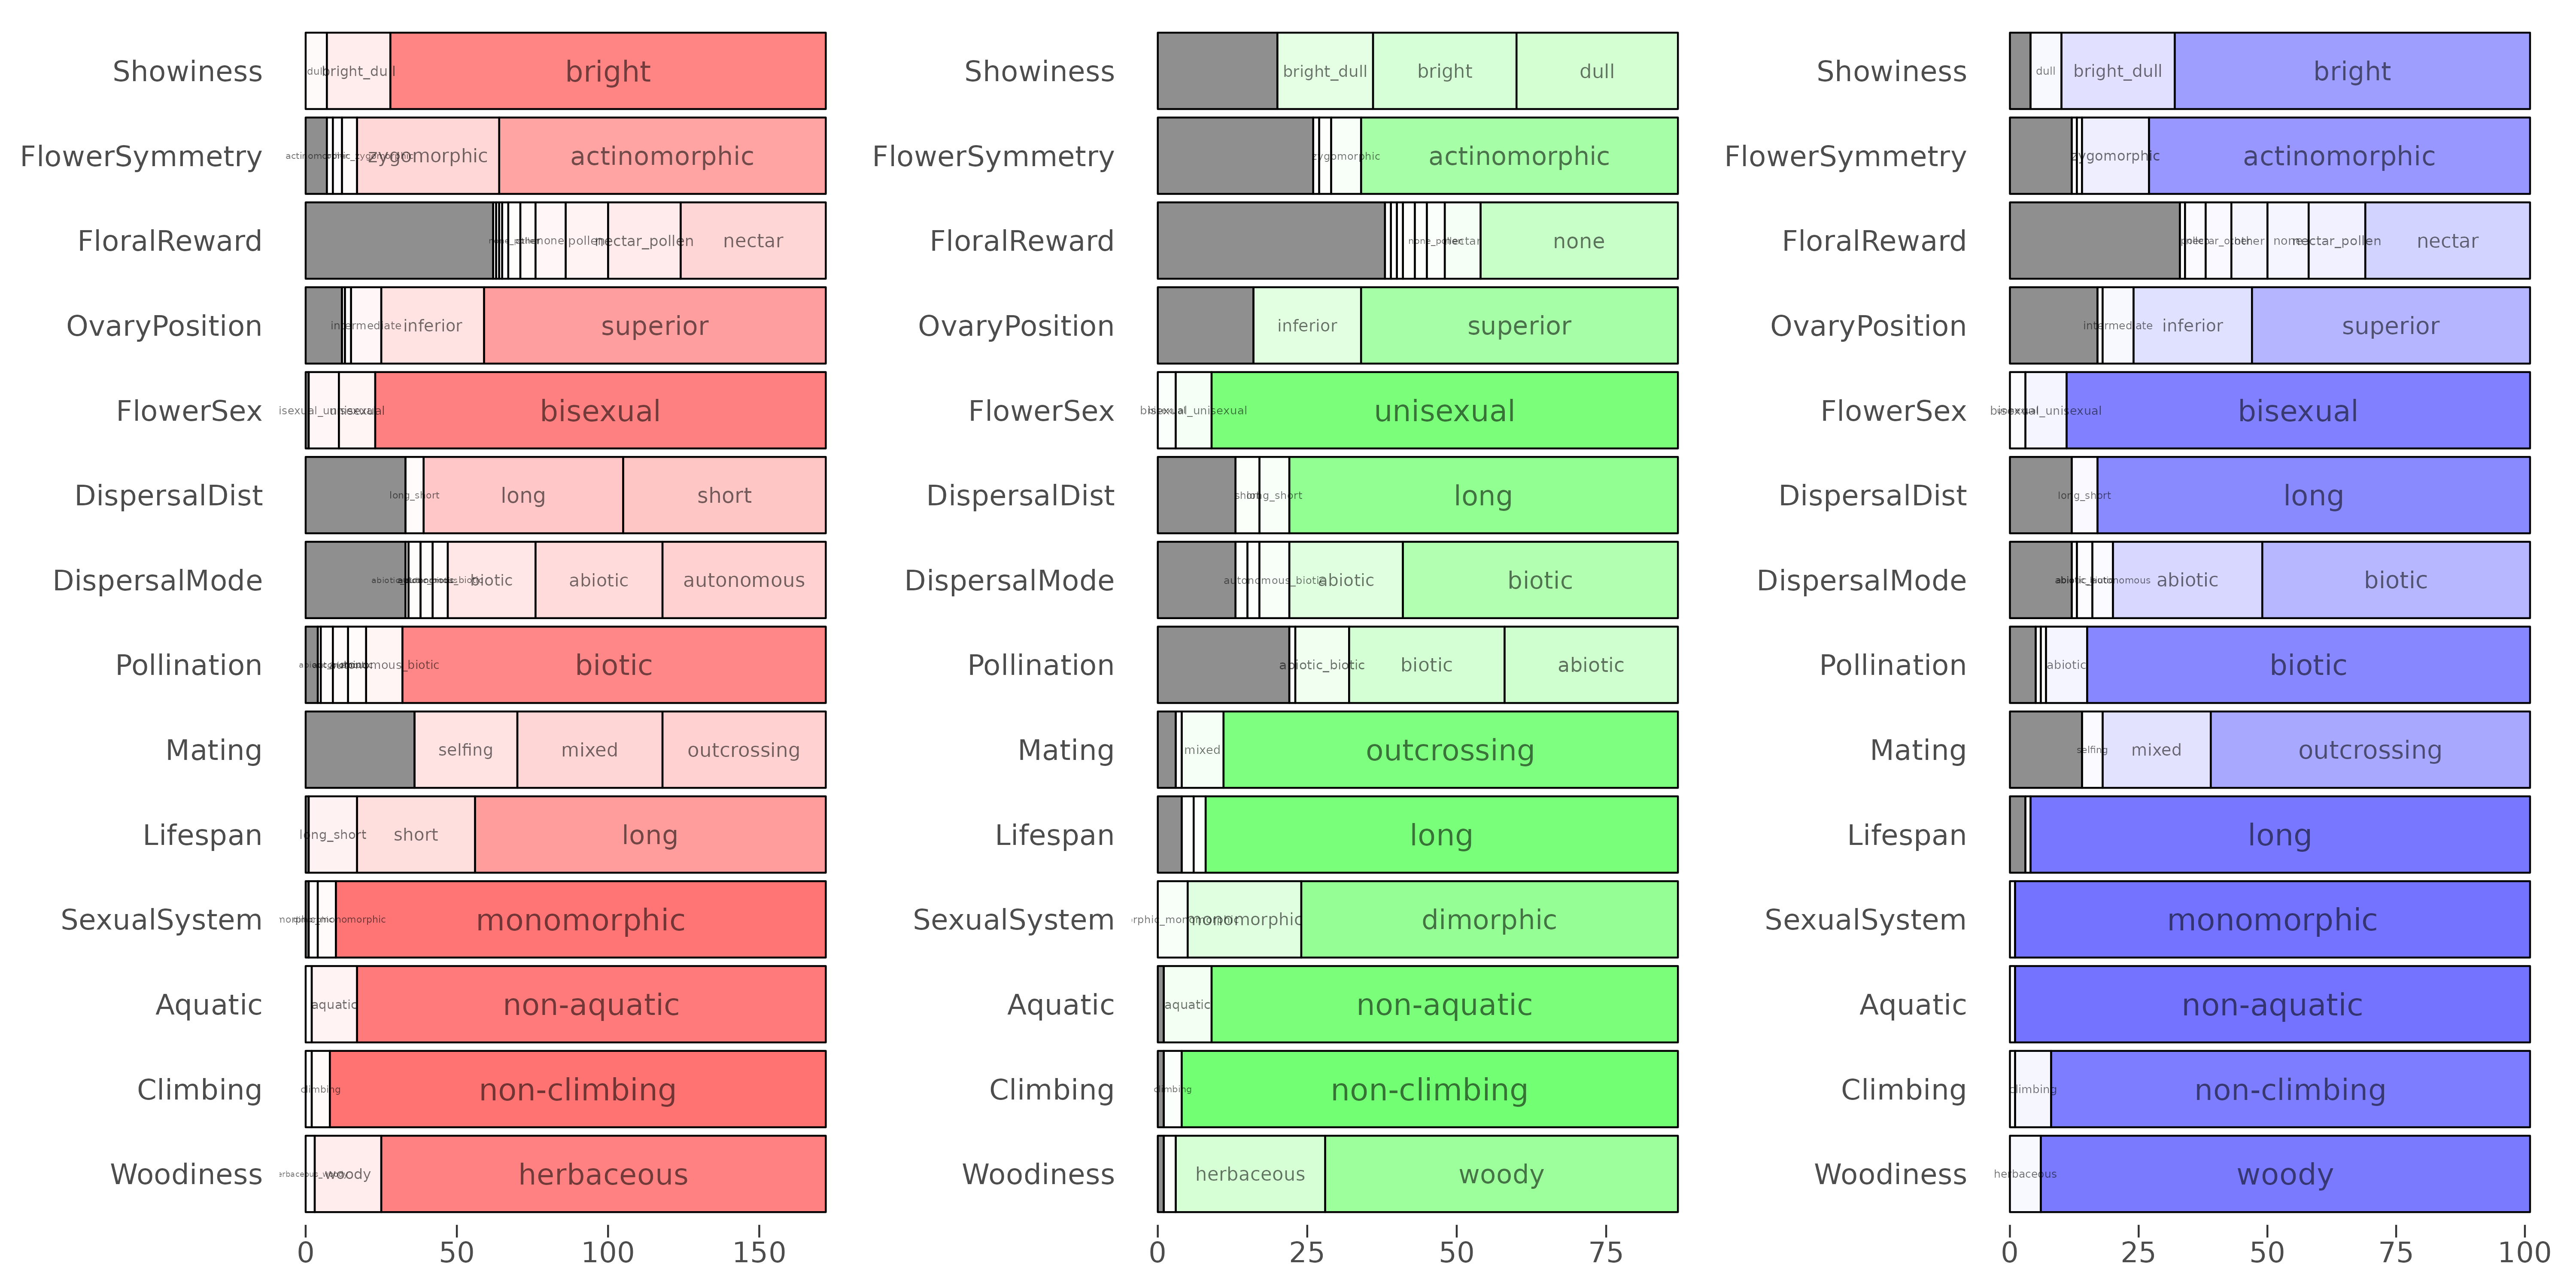 Showiness dull bright_dull bright
FlowerSymmetry zygomorphic actinomorphic
FloralReward none pollen nectar_pollen nectar
OvaryPosition intermediate inferior superior
FlowerSex bisexual
DispersalDist long_short long short
DispersalMode biotic abiotic autonomous
Pollination biotic
Mating selfing mixed outcrossing
Lifespan long_short short long
SexualSystem monomorphic
Aquatic aquatic non-aquatic
Climbing climbing non-climbing
Woodiness woody herbaceous
0 50 100 150
Showiness bright_dull bright dull
FlowerSymmetry zygomorphic actinomorphic
FloralReward nectar none
OvaryPosition inferior superior
FlowerSex unisexual
DispersalDist short long_short long
DispersalMode autonomous_biotic abiotic biotic
Pollination abiotic_biotic biotic abiotic
Mating mixed outcrossing
Lifespan long
SexualSystem monomorphic dimorphic
Aquatic aquatic non-aquatic
Climbing climbing non-climbing
Woodiness herbaceous woody
0 25 50 75
Showiness dull bright_dull bright
FlowerSymmetry zygomorphic actinomorphic
FloralReward none nectar_pollen nectar
OvaryPosition intermediate inferior superior
FlowerSex bisexual
DispersalDist long_short long
DispersalMode abiotic biotic
Pollination abiotic biotic
Mating selfing mixed outcrossing
Lifespan long
SexualSystem monomorphic
Aquatic non-aquatic
Climbing climbing non-climbing
Woodiness herbaceous woody
0 25 50 75 100